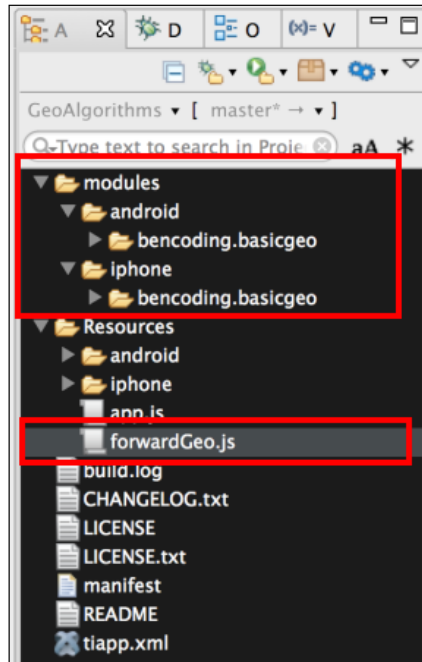 A D O (x)= V
GeoAlgorithms [ master* → ]
Type text to search in Proje aA *
modules
android
bencoding.basicgeo
iphone
bencoding.basicgeo
Resources
android
iphone
app.js
forwardGeo.js
build.log
CHANGELOG.txt
LICENSE
LICENSE.txt
manifest
README
tiapp.xml